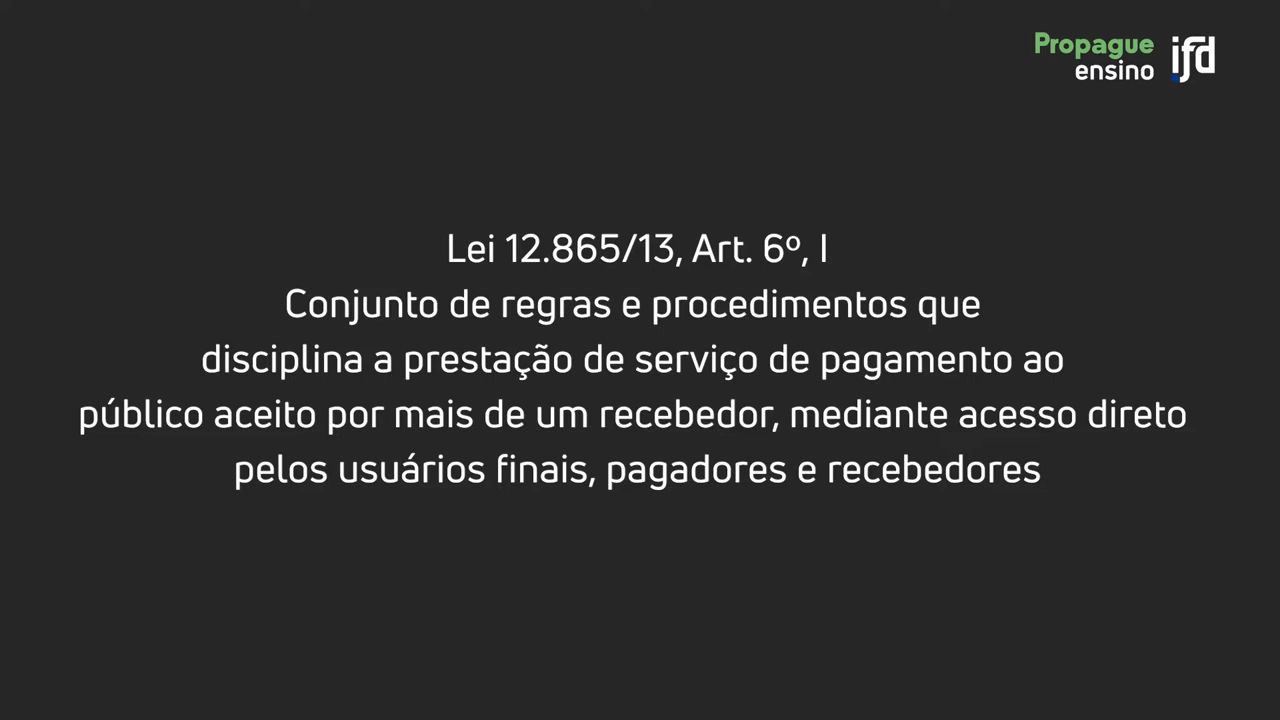 Propague
ensino
ifd
Lei 12.865/13, Art. 6º, I
Conjunto de regras e procedimentos que
disciplina a prestação de serviço de pagamento ao
público aceito por mais de um recebedor, mediante acesso direto
pelos usuários finais, pagadores e recebedores